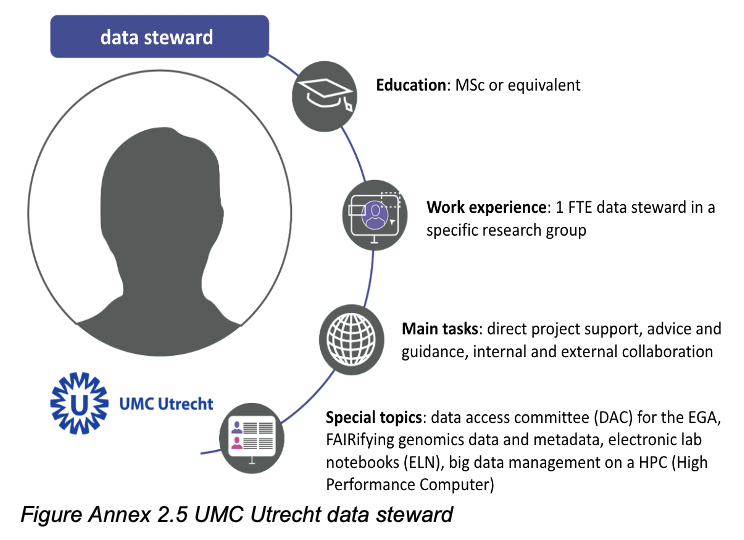 data steward
Education: MSc or equivalent
Work experience: 1 FTE data steward in a
specific research group
Main tasks: direct project support, advice and
guidance, internal and external collaboration
U
UMC Utrecht
Special topics: data access committee (DAC) for the EGA,
FAIRifying genomics data and metadata, electronic lab
notebooks (ELN), big data management on a HPC (High
Performance Computer)
Figure Annex 2.5 UMC Utrecht data steward